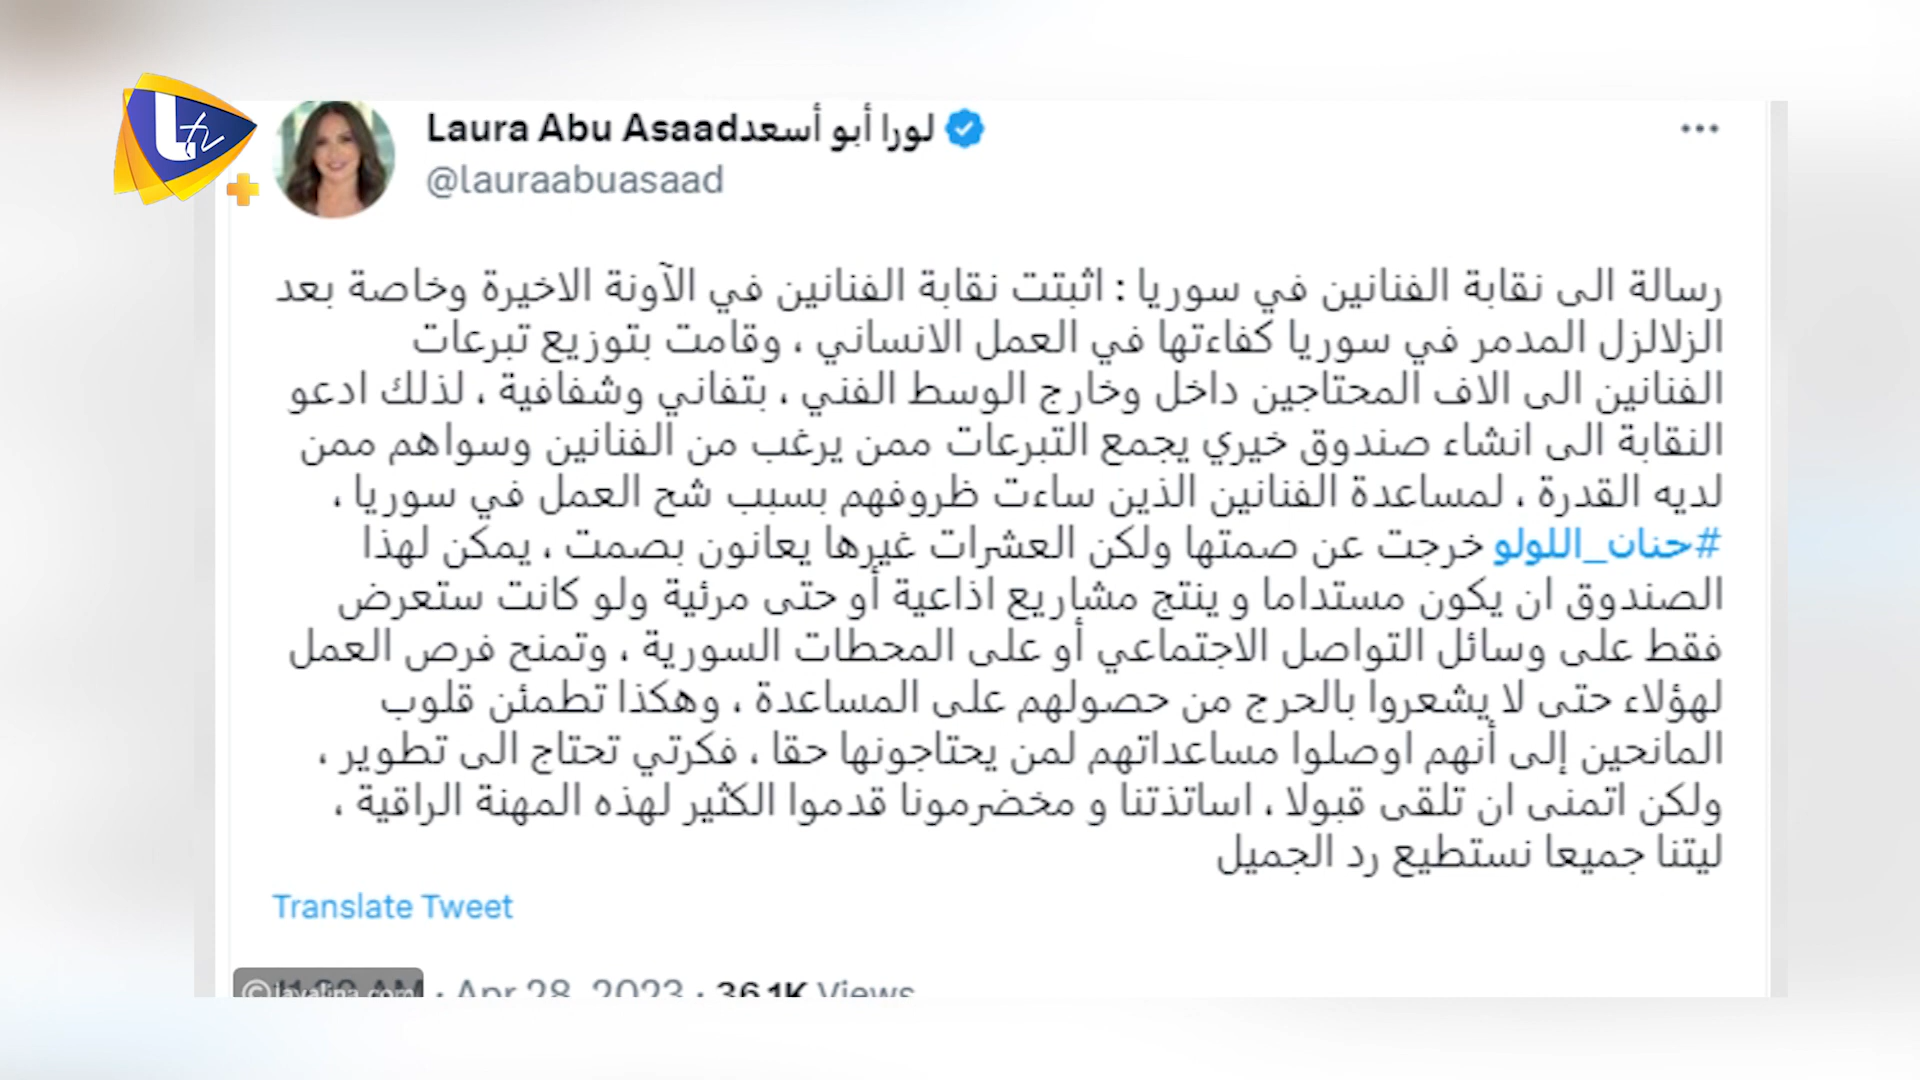 Ltv
Laura Abu Asaadلورا أبو أسعد
@lauraabuasaad
رسالة الى نقابة الفنانين في سوريا : اثبتت نقابة الفنانين في الآونة الاخيرة وخاصة بعد
الزلالزل المدمر في سوريا كفاءتها في العمل الانساني ، وقامت بتوزيع تبرعات
الفنانين الى الاف المحتاجين داخل وخارج الوسط الفني ، بتفاني وشفافية ، لذلك ادعو
النقابة الى انشاء صندوق خيري يجمع التبرعات ممن يرغب من الفنانين وسواهم ممن
لديه القدرة ، لمساعدة الفنانين الذين ساءت ظروفهم بسبب شح العمل في سوريا ،
#حنان_اللولو خرجت عن صمتها ولكن العشرات غيرها يعانون بصمت ، يمكن لهذا
الصندوق ان يكون مستداما و ينتج مشاريع اذاعية أو حتى مرئية ولو كانت ستعرض
فقط على وسائل التواصل الاجتماعي أو على المحطات السورية ، وتمنح فرص العمل
لهؤلاء حتى لا يشعروا بالحرج من حصولهم على المساعدة ، وهكذا تطمئن قلوب
المانحين إلى أنهم اوصلوا مساعداتهم لمن يحتاجونها حقا ، فكرتي تحتاج الى تطوير ،
ولكن اتمنى ان تلقى قبولا ، اساتذتنا و مخضرمونا قدموا الكثير لهذه المهنة الراقية ،
ليتنا جميعا نستطيع رد الجميل
Translate Tweet
©layalina.com · Apr 28, 2023 · 36.1K Views